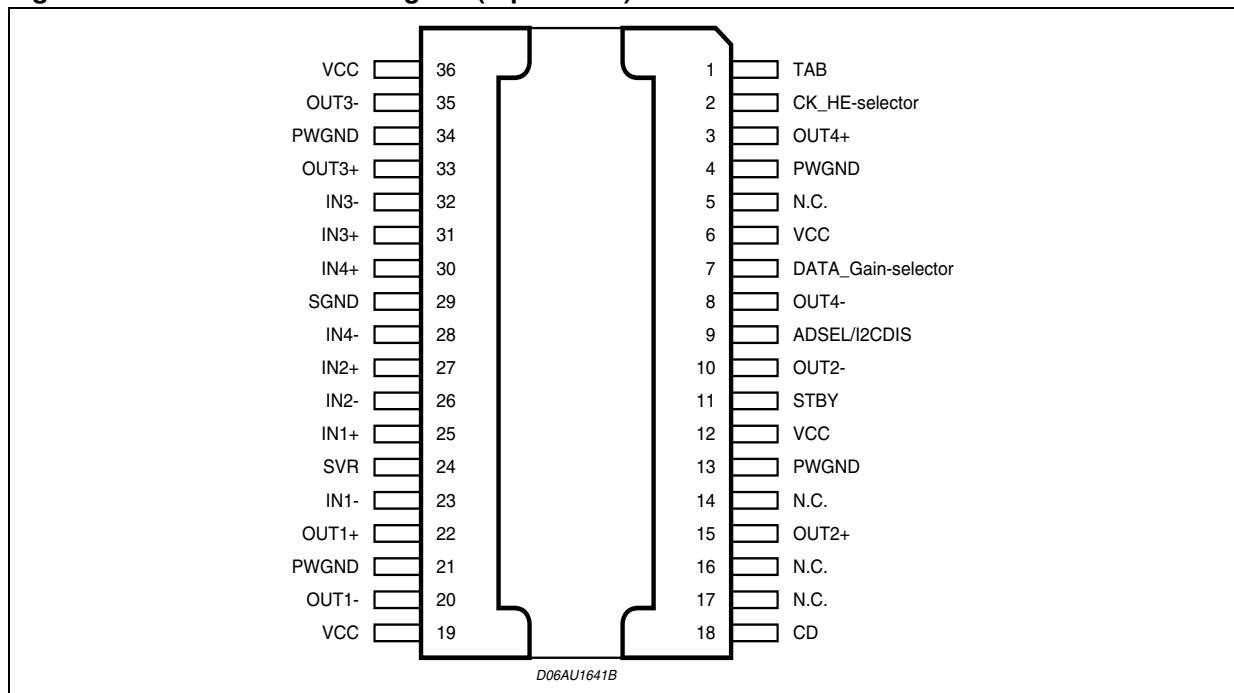 VCC 36 1 TAB
OUT3- 35 2 CK_HE-selector
PWGND 34 3 OUT4+
OUT3+ 33 4 PWGND
IN3- 32 5 N.C.
IN3+ 31 6 VCC
IN4+ 30 7 DATA_Gain-selector
SGND 29 8 OUT4-
IN4- 28 9 ADSEL/I2CDIS
IN2+ 27 10 OUT2-
IN2- 26 11 STBY
IN1+ 25 12 VCC
SVR 24 13 PWGND
IN1- 23 14 N.C.
OUT1+ 22 15 OUT2+
PWGND 21 16 N.C.
OUT1- 20 17 N.C.
VCC 19 18 CD
D06AU1641B